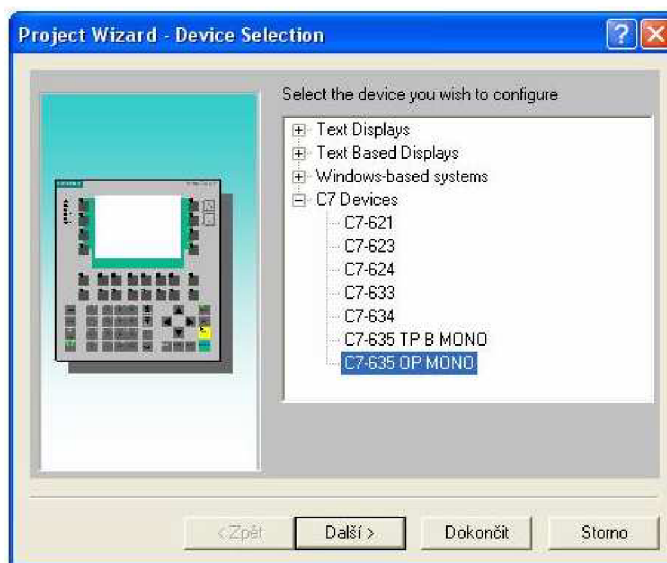 Project Wizard - Device Selection
Select the device you wish to configure
Text Displays
Text Based Displays
Windows-based systems
C7 Devices
C7-621
C7-623
C7-624
C7-633
C7-634
C7-635 TP B MONO
C7-635 OP MONO
< Zpět
Další >
Dokončit
Storno